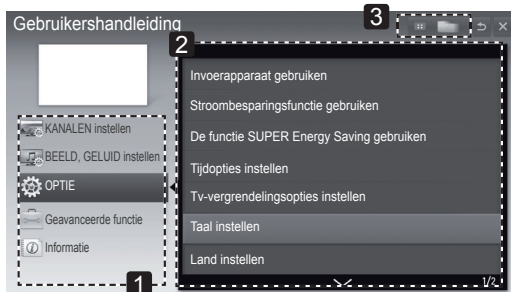 Gebruikershandleiding
3
2
Invoerapparaat gebruiken
Stroombesparingsfunctie gebruiken
De functie SUPER Energy Saving gebruiken
Tijdopties instellen
Tv-vergrendelingsopties instellen
Taal instellen
Land instellen
1/2
KANALEN instellen
BEELD, GELUID instellen
OPTIE
Geavanceerde functie
Informatie
1